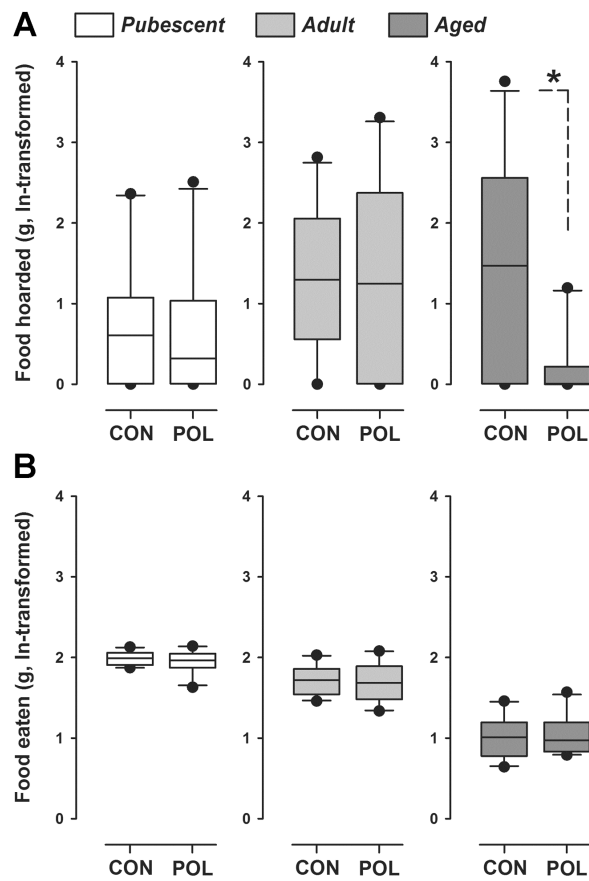 A
Pubescent Adult Aged
Food hoarded (g, ln-transformed)
4 4 4
*
3 3 3
2 2 2
1 1 1
0 0 0
CON POL CON POL CON POL
B
Food eaten (g, ln-transformed)
4 4 4
3 3 3
2 2 2
1 1 1
0 0 0
CON POL CON POL CON POL